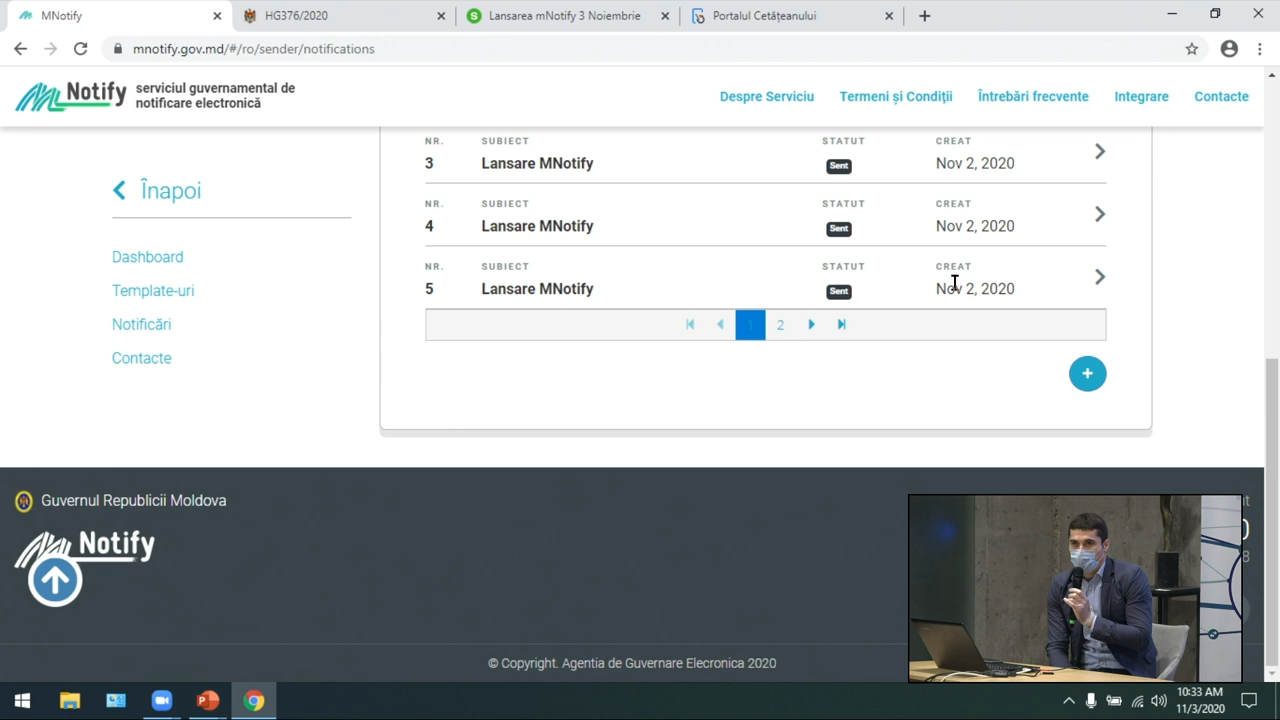 MNotify
HG376/2020
Lansarea mNotify 3 Noiembrie
Portalul Cetățeanului
mnotify.gov.md/#/ro/sender/notifications
Notify
serviciul guvernamental de
notificare electronică
Despre Serviciu
Termeni și Condiții
Întrebări frecvente
Integrare
Contacte
Înapoi
Dashboard
Template-uri
Notificări
Contacte
NR. SUBIECT STATUT CREAT
3 Lansare MNotify Sent Nov 2, 2020
NR. SUBIECT STATUT CREAT
4 Lansare MNotify Sent Nov 2, 2020
NR. SUBIECT STATUT CREAT
5 Lansare MNotify Sent Nov 2, 2020
1 2
+
Guvernul Republicii Moldova
Notify
© Copyright. Agentia de Guvernare Elecronica 2020
10:33 AM
11/3/2020